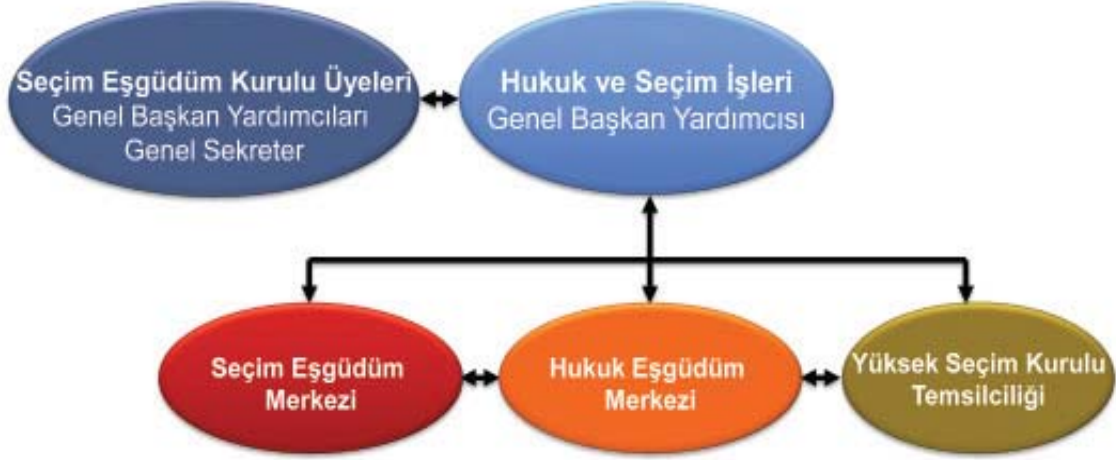 Seçim Eşgüdüm Kurulu Üyeleri
Genel Başkan Yardımcıları
Genel Sekreter
Hukuk ve Seçim İşleri
Genel Başkan Yardımcısı
Seçim Eşgüdüm
Merkezi
Hukuk Eşgüdüm
Merkezi
Yüksek Seçim Kurulu
Temsilciliği